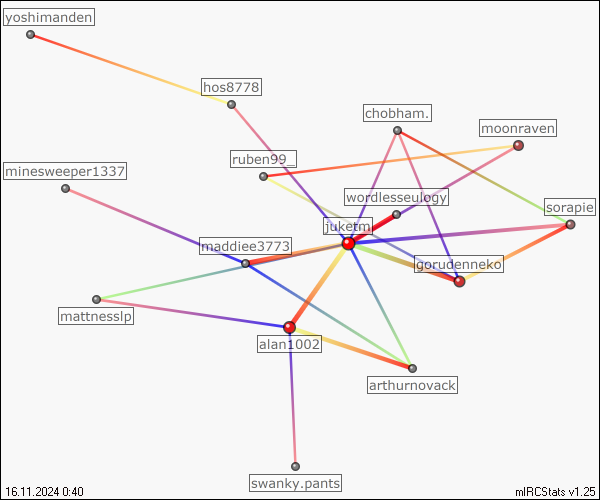 yoshimanden
hos8778
chobham.
moonraven
ruben99_
minesweeper1337
wordlesseulogy
sorapie
juketm
maddiee3773
gorudenneko
mattnesslp
alan1002
arthurnovack
swanky.pants
16.11.2024 0:40
mIRCStats v1.25